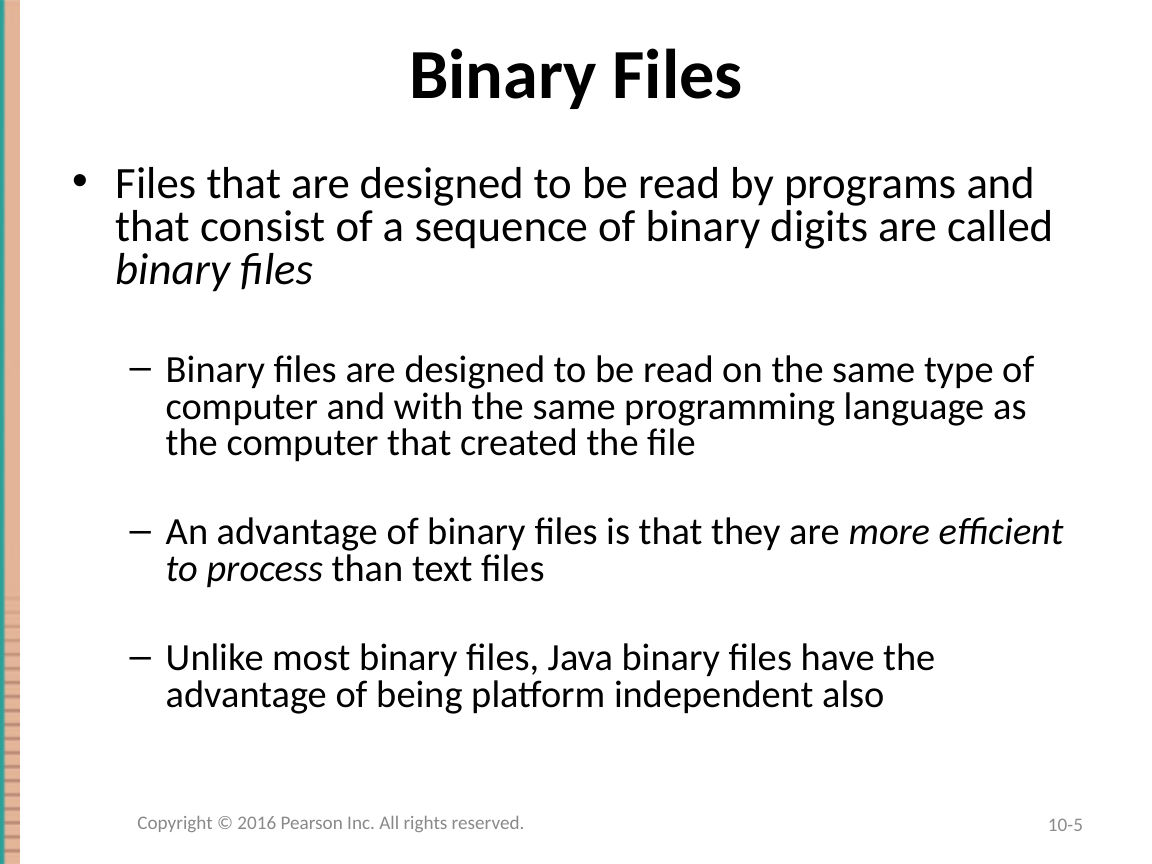 Binary Files
• Files that are designed to be read by programs and
that consist of a sequence of binary digits are called
binary files
– Binary files are designed to be read on the same type of
computer and with the same programming language as
the computer that created the file
– An advantage of binary files is that they are more efficient
to process than text files
– Unlike most binary files, Java binary files have the
advantage of being platform independent also
Copyright © 2016 Pearson Inc. All rights reserved.
10-5